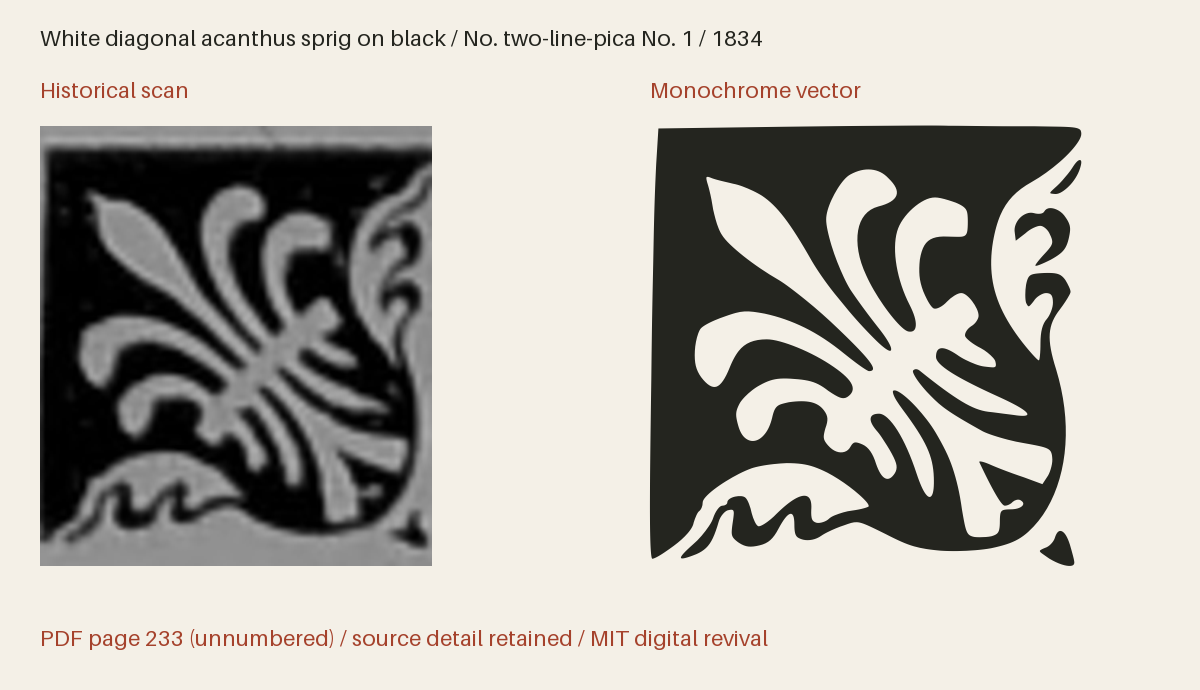 White diagonal acanthus sprig on black / No. two-line-pica No. 1 / 1834
Historical scan
Monochrome vector
PDF page 233 (unnumbered) / source detail retained / MIT digital revival